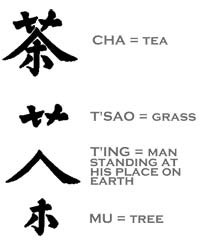 茶 CHA = TEA
艹 T'SAO = GRASS
人 T'ING = MAN
STANDING AT
HIS PLACE ON
EARTH
木 MU = TREE